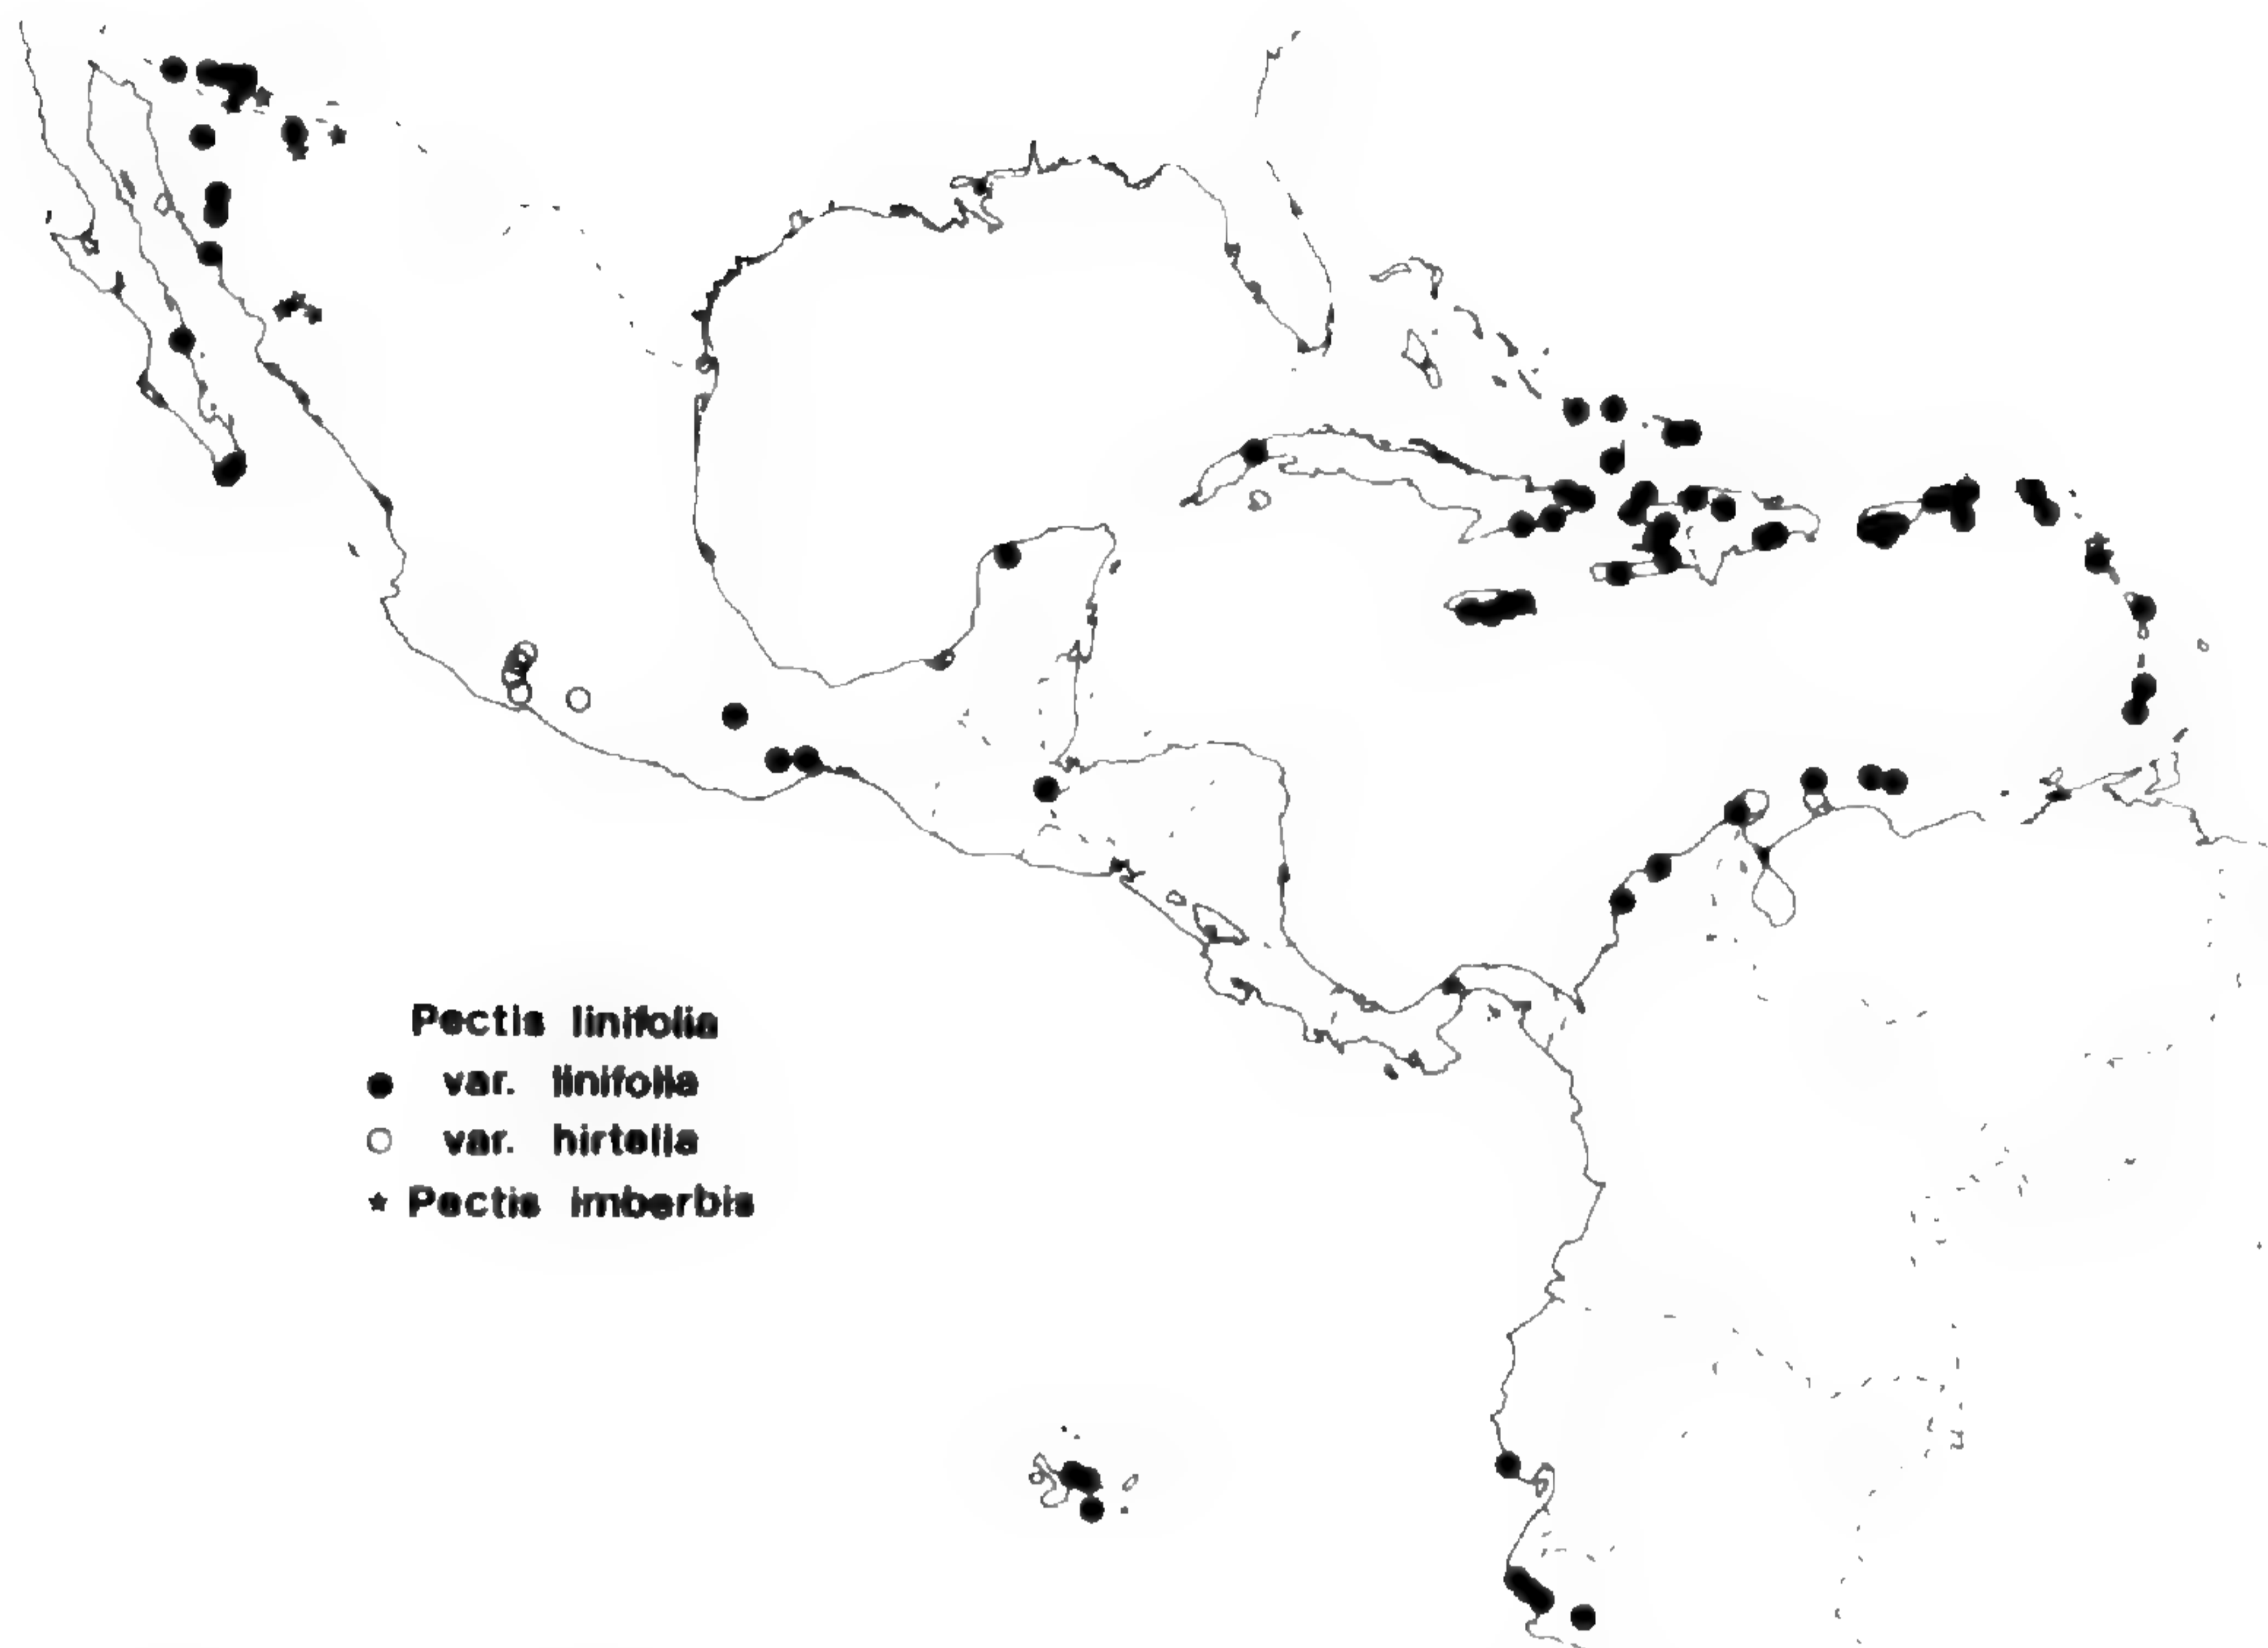 Pectis linifolia
var. linifolia
var. hirtella
Pectis imberbis